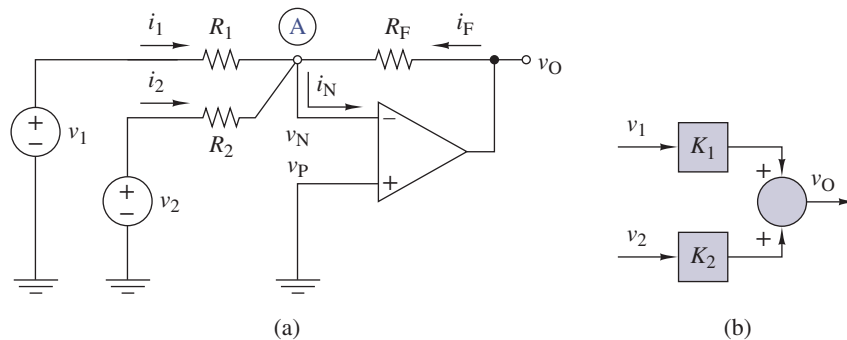 i1 R1 A RF iF
vO
i2 iN
R2 vN
+ − v1
vP
− +
+ − v2
(a)
v1 K1
+ vO
v2 + K2
(b)